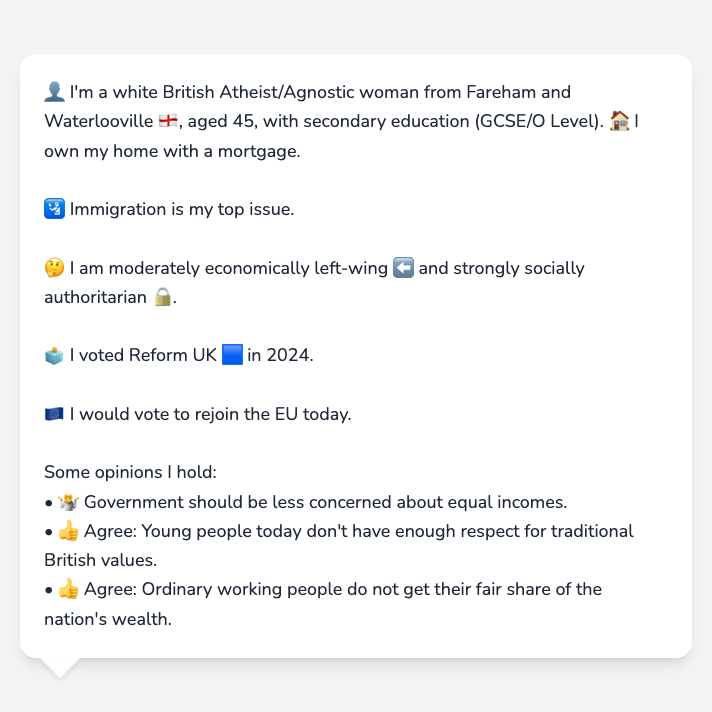 👤 I'm a white British Atheist/Agnostic woman from Fareham and
Waterlooville 🏴󠁧󠁢󠁥󠁮󠁧󠁿, aged 45, with secondary education (GCSE/O Level). 🏠 I
own my home with a mortgage.
🛂 Immigration is my top issue.
🤔 I am moderately economically left-wing ⬅️ and strongly socially
authoritarian 🔒.
🗳️ I voted Reform UK 🟦 in 2024.
🇪🇺 I would vote to rejoin the EU today.
Some opinions I hold:
• 🤷 Government should be less concerned about equal incomes.
• 👍 Agree: Young people today don't have enough respect for traditional
British values.
• 👍 Agree: Ordinary working people do not get their fair share of the
nation's wealth.